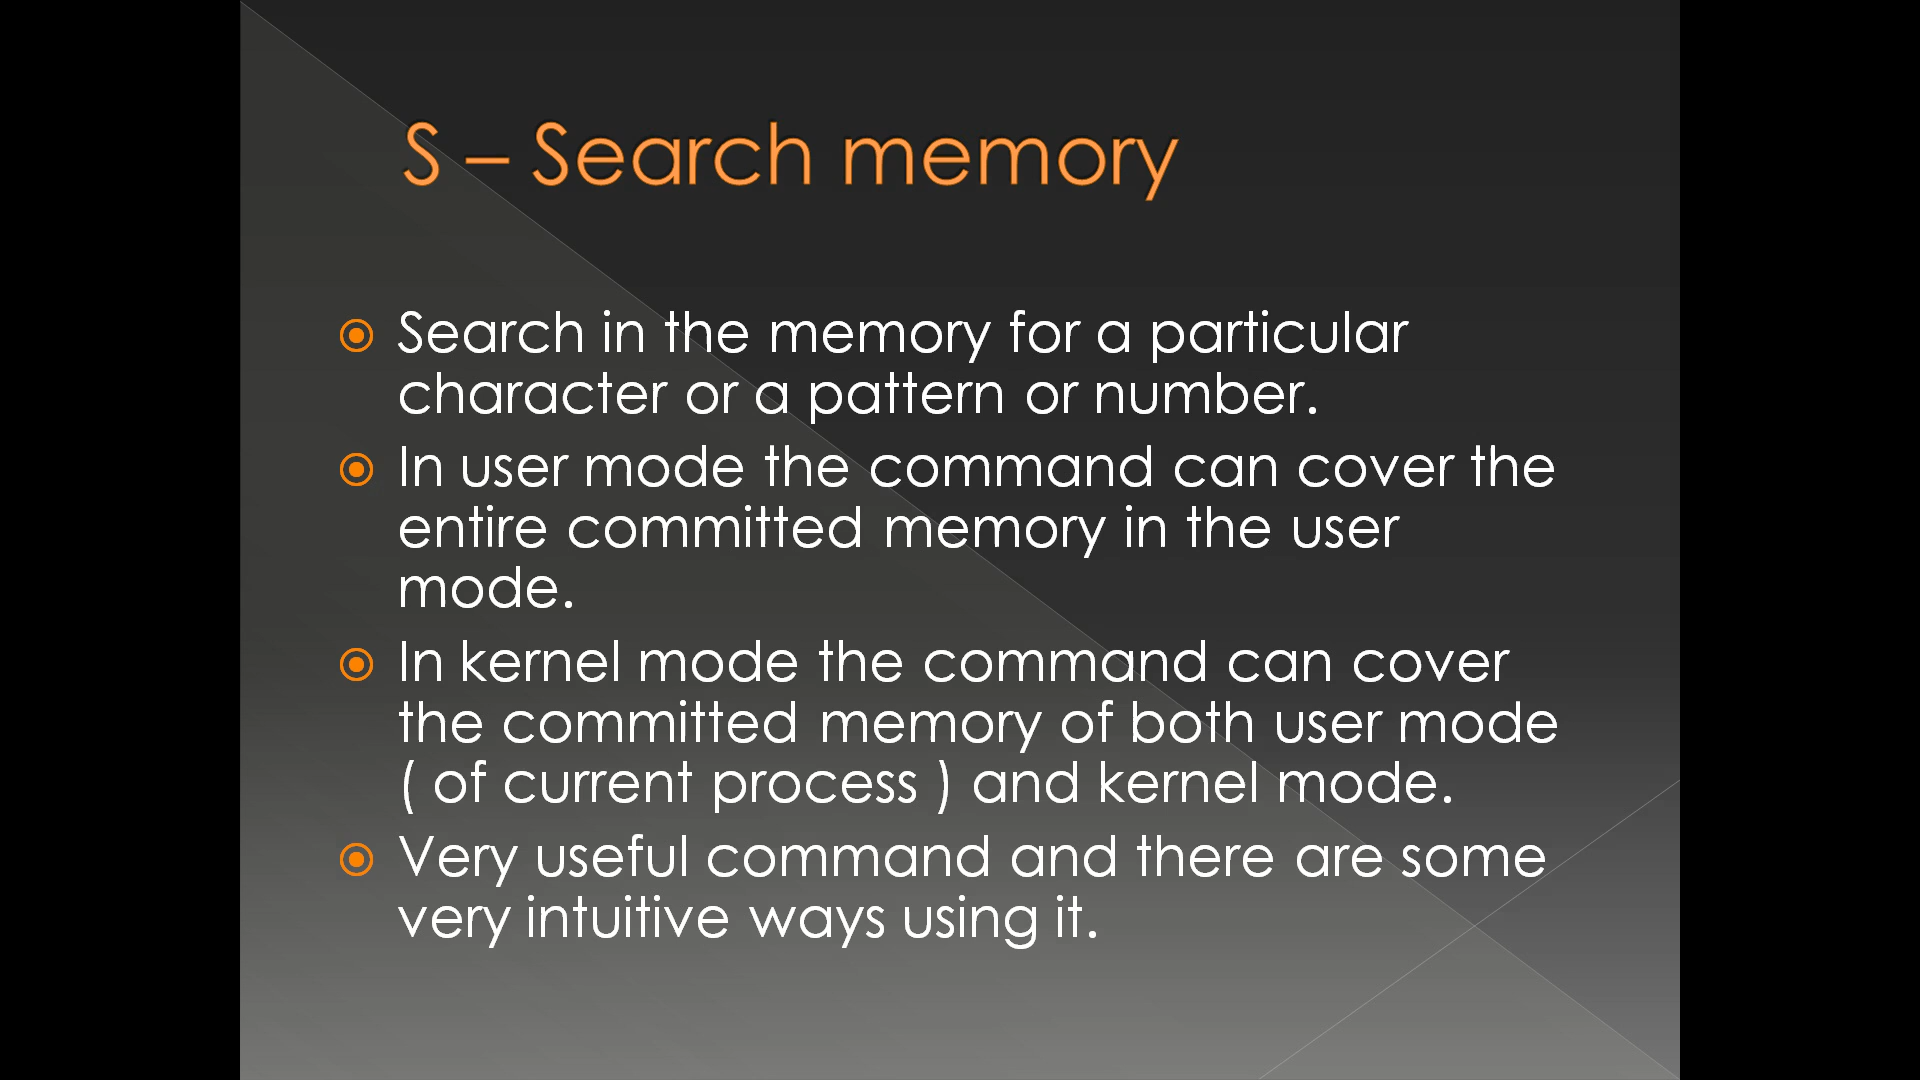 S – Search memory
Search in the memory for a particular
character or a pattern or number.
In user mode the command can cover the
entire committed memory in the user
mode.
In kernel mode the command can cover
the committed memory of both user mode
( of current process ) and kernel mode.
Very useful command and there are some
very intuitive ways using it.